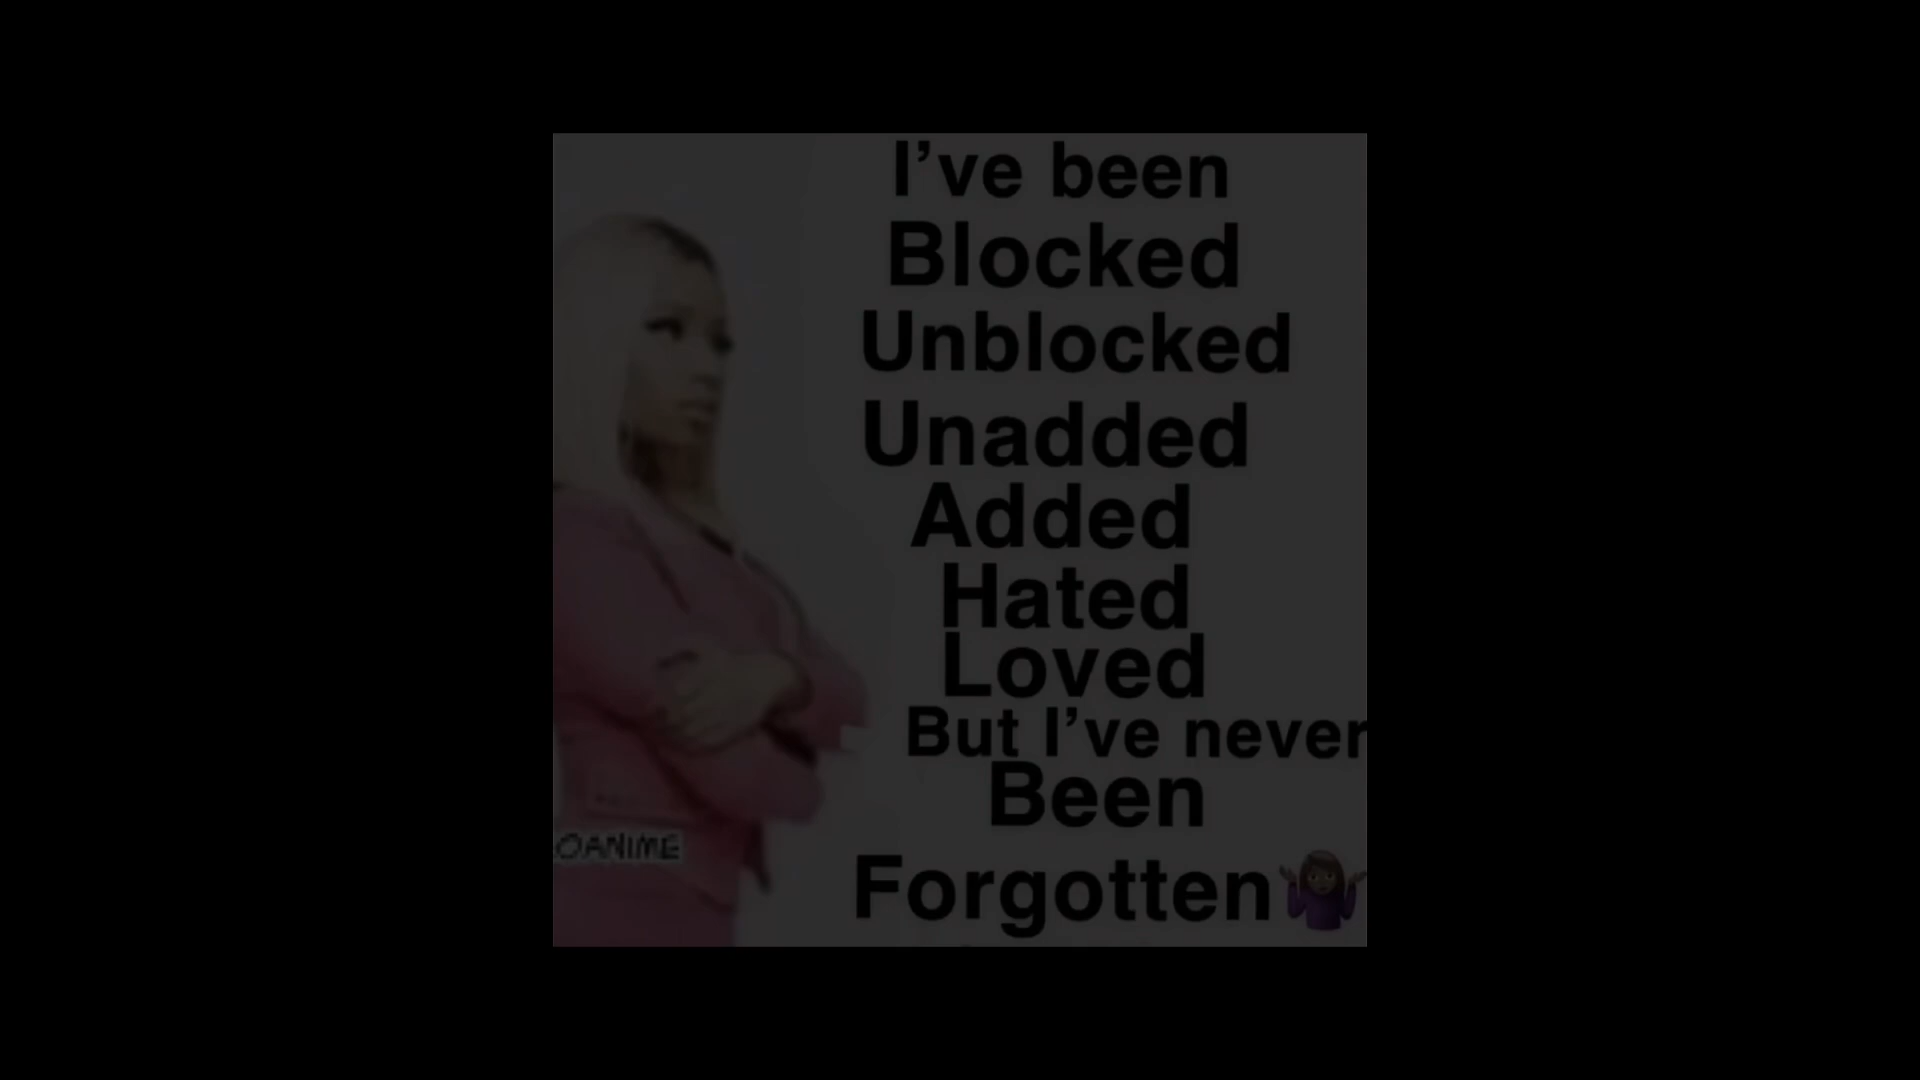 I’ve been
Blocked
Unblocked
Unadded
Added
Hated
Loved
But I’ve never
Been
Forgotten🤷🏾‍♀️
OANIME